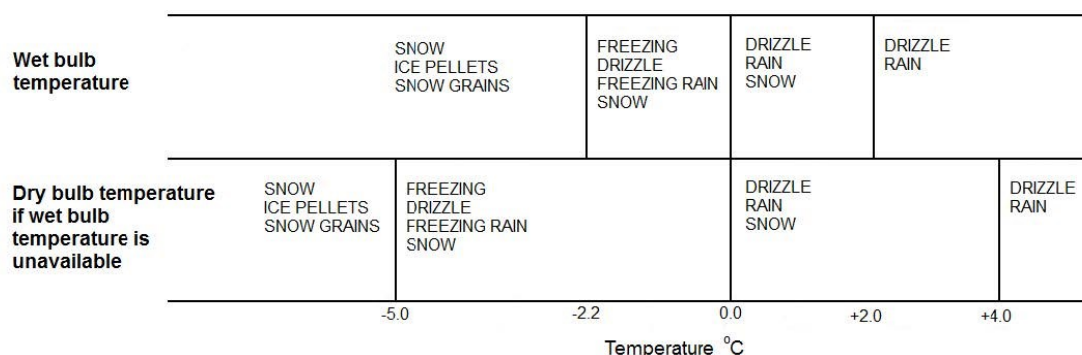 Wet bulb
temperature
SNOW
ICE PELLETS
SNOW GRAINS
FREEZING
DRIZZLE
FREEZING RAIN
SNOW
DRIZZLE
RAIN
SNOW
DRIZZLE
RAIN
Dry bulb temperature
if wet bulb
temperature is
unavailable
SNOW
ICE PELLETS
SNOW GRAINS
FREEZING
DRIZZLE
FREEZING RAIN
SNOW
DRIZZLE
RAIN
SNOW
DRIZZLE
RAIN
-5.0 -2.2 0.0 +2.0 +4.0
Temperature °C